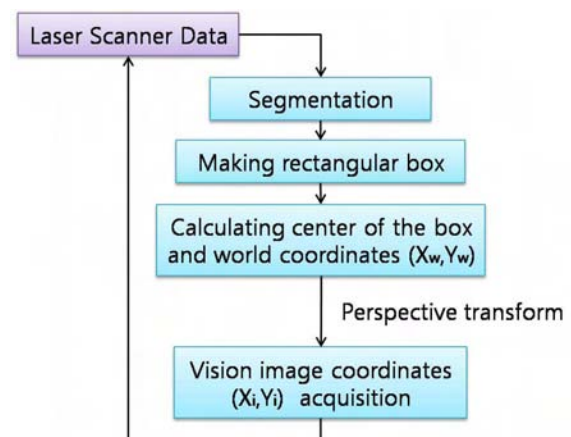 Laser Scanner Data
Segmentation
Making rectangular box
Calculating center of the box
and world coordinates (Xw,Yw)
Perspective transform
Vision image coordinates
(Xi,Yi) acquisition